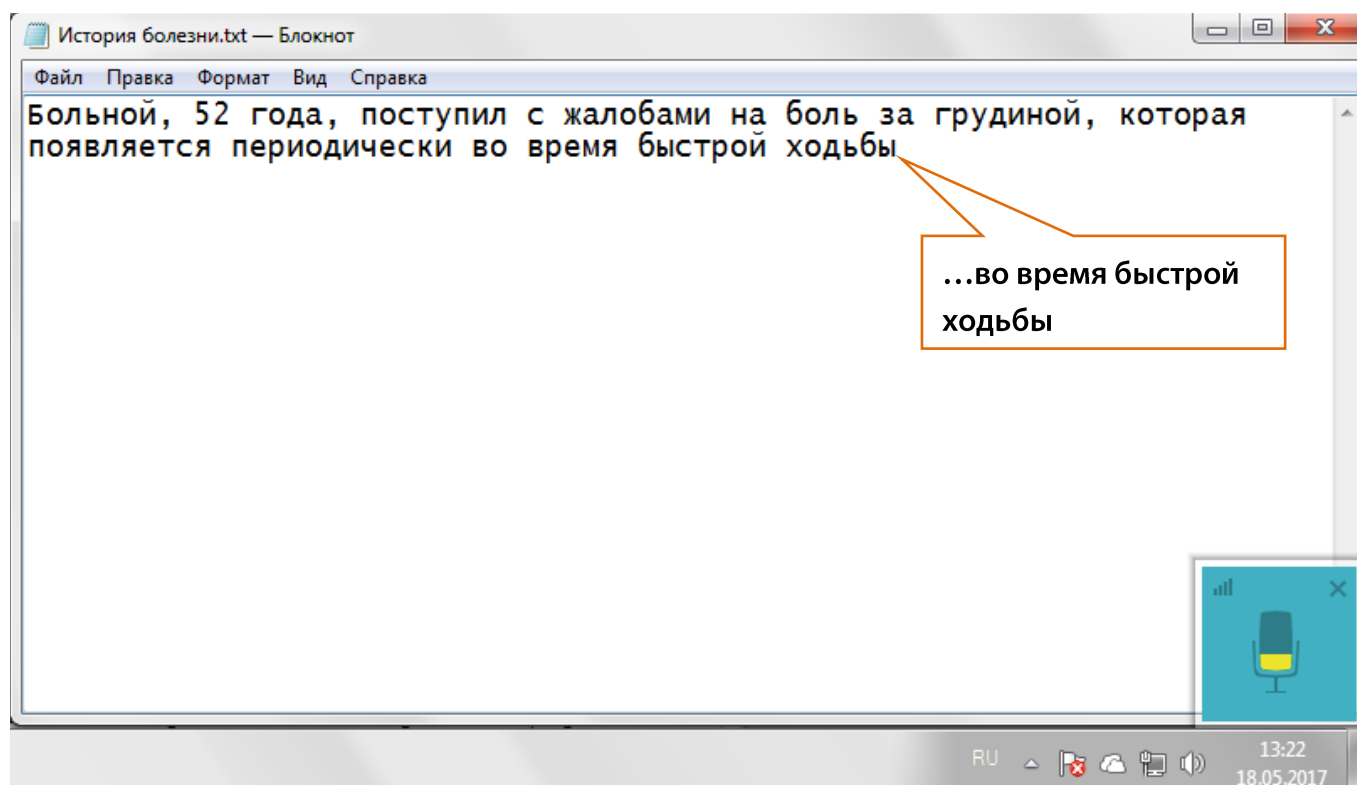 История болезни.txt — Блокнот
Файл Правка Формат Вид Справка
Больной, 52 года, поступил с жалобами на боль за грудиной, которая
появляется периодически во время быстрой ходьбы
...во время быстрой
ходьбы
RU
13:22
18.05.2017